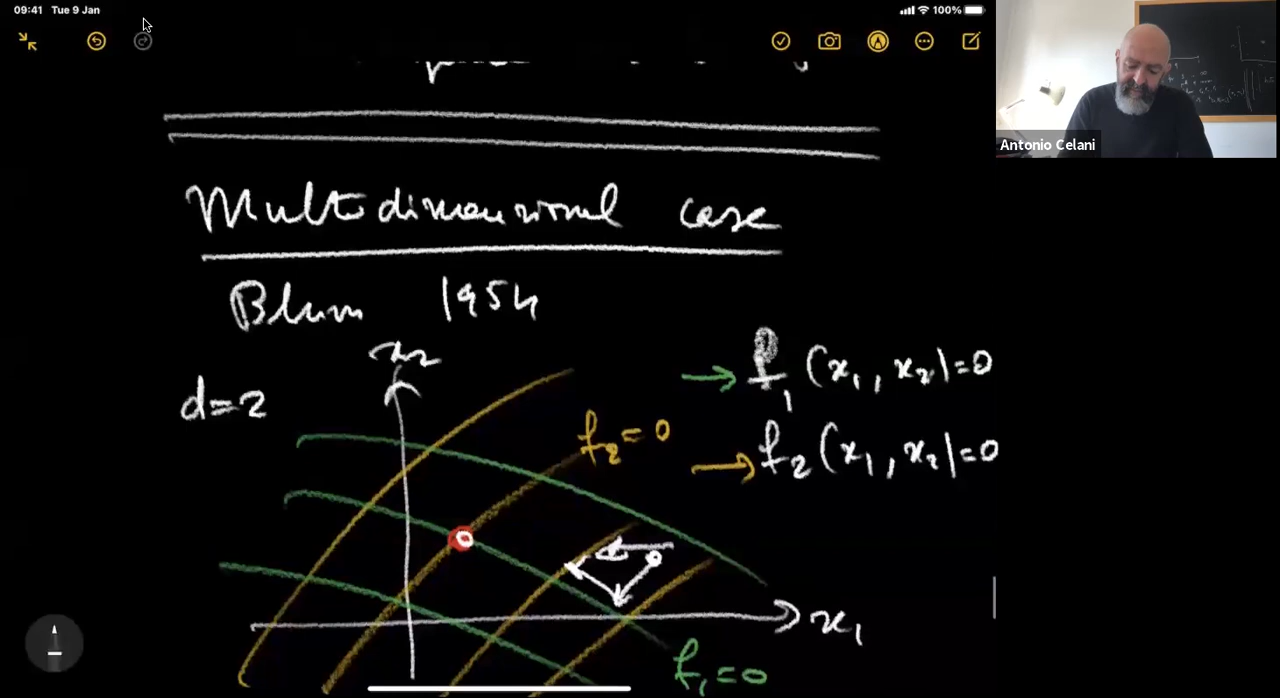 09:41 Tue 9 Jan
100%
Antonio Celani
Multidimensional case
Blum 1954
x2
d=2
→ f1 (x1, x2)=0
f2=0
→ f2 (x1, x2)=0
x1
f1=0